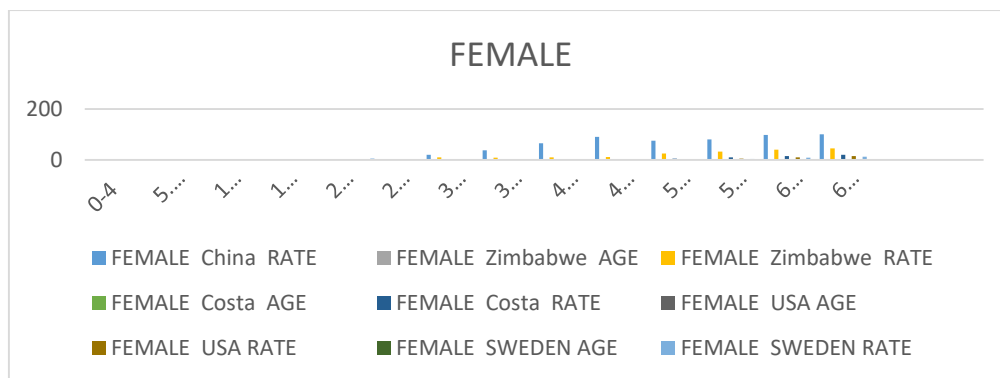 FEMALE
200
0
0-4 5.... 1... 1... 2... 2... 3... 3... 4... 4... 5... 5... 6... 6...
FEMALE China RATE FEMALE Zimbabwe AGE FEMALE Zimbabwe RATE
FEMALE Costa AGE FEMALE Costa RATE FEMALE USA AGE
FEMALE USA RATE FEMALE SWEDEN AGE FEMALE SWEDEN RATE